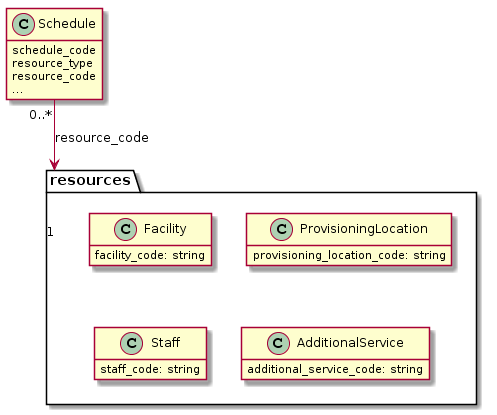 C Schedule
schedule_code
resource_type
resource_code
...
0..*
resource_code
resources
1
C Facility
facility_code: string
C ProvisioningLocation
provisioning_location_code: string
C Staff
staff_code: string
C AdditionalService
additional_service_code: string